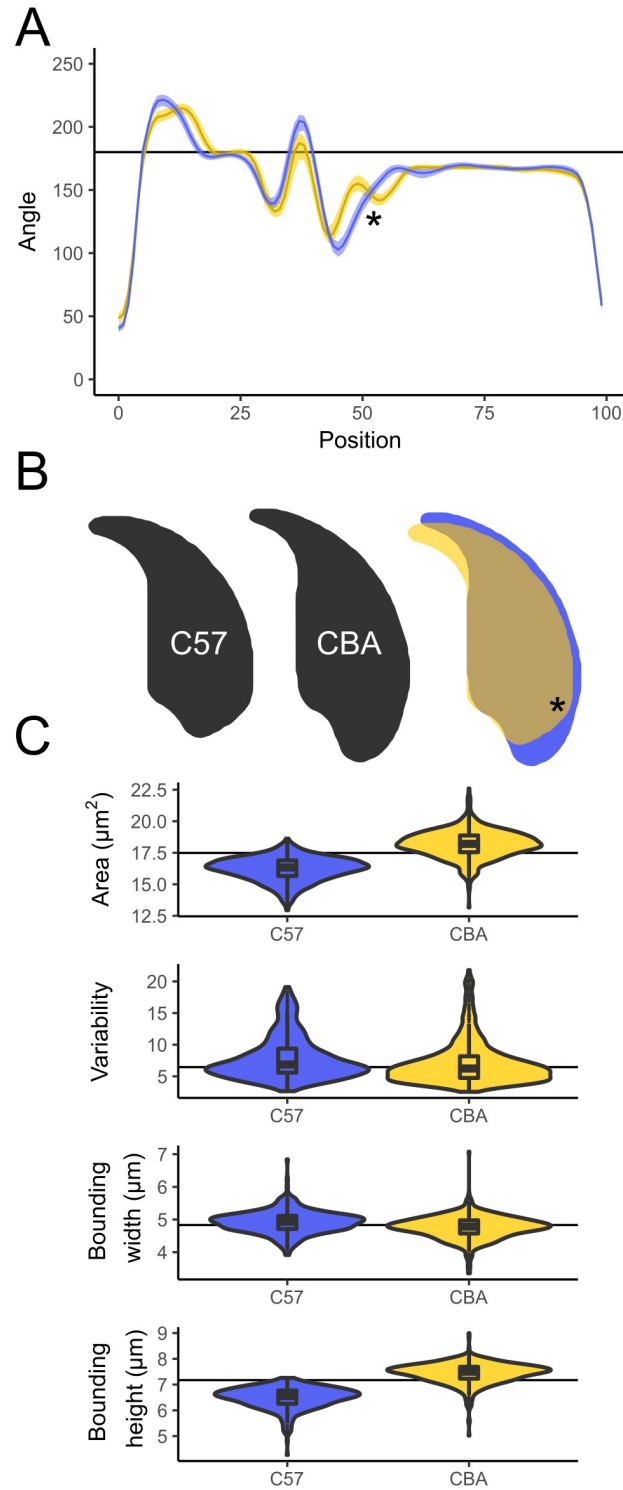 A
250
200
150
100
50
0
Angle
*
0 25 50 75 100
Position
B
C57 CBA
*
C
22.5
20.0
17.5
15.0
12.5
Area (µm²)
C57 CBA
20
15
10
5
Variability
C57 CBA
7
6
5
4
Bounding
width (µm)
C57 CBA
9
8
7
6
5
Bounding
height (µm)
C57 CBA